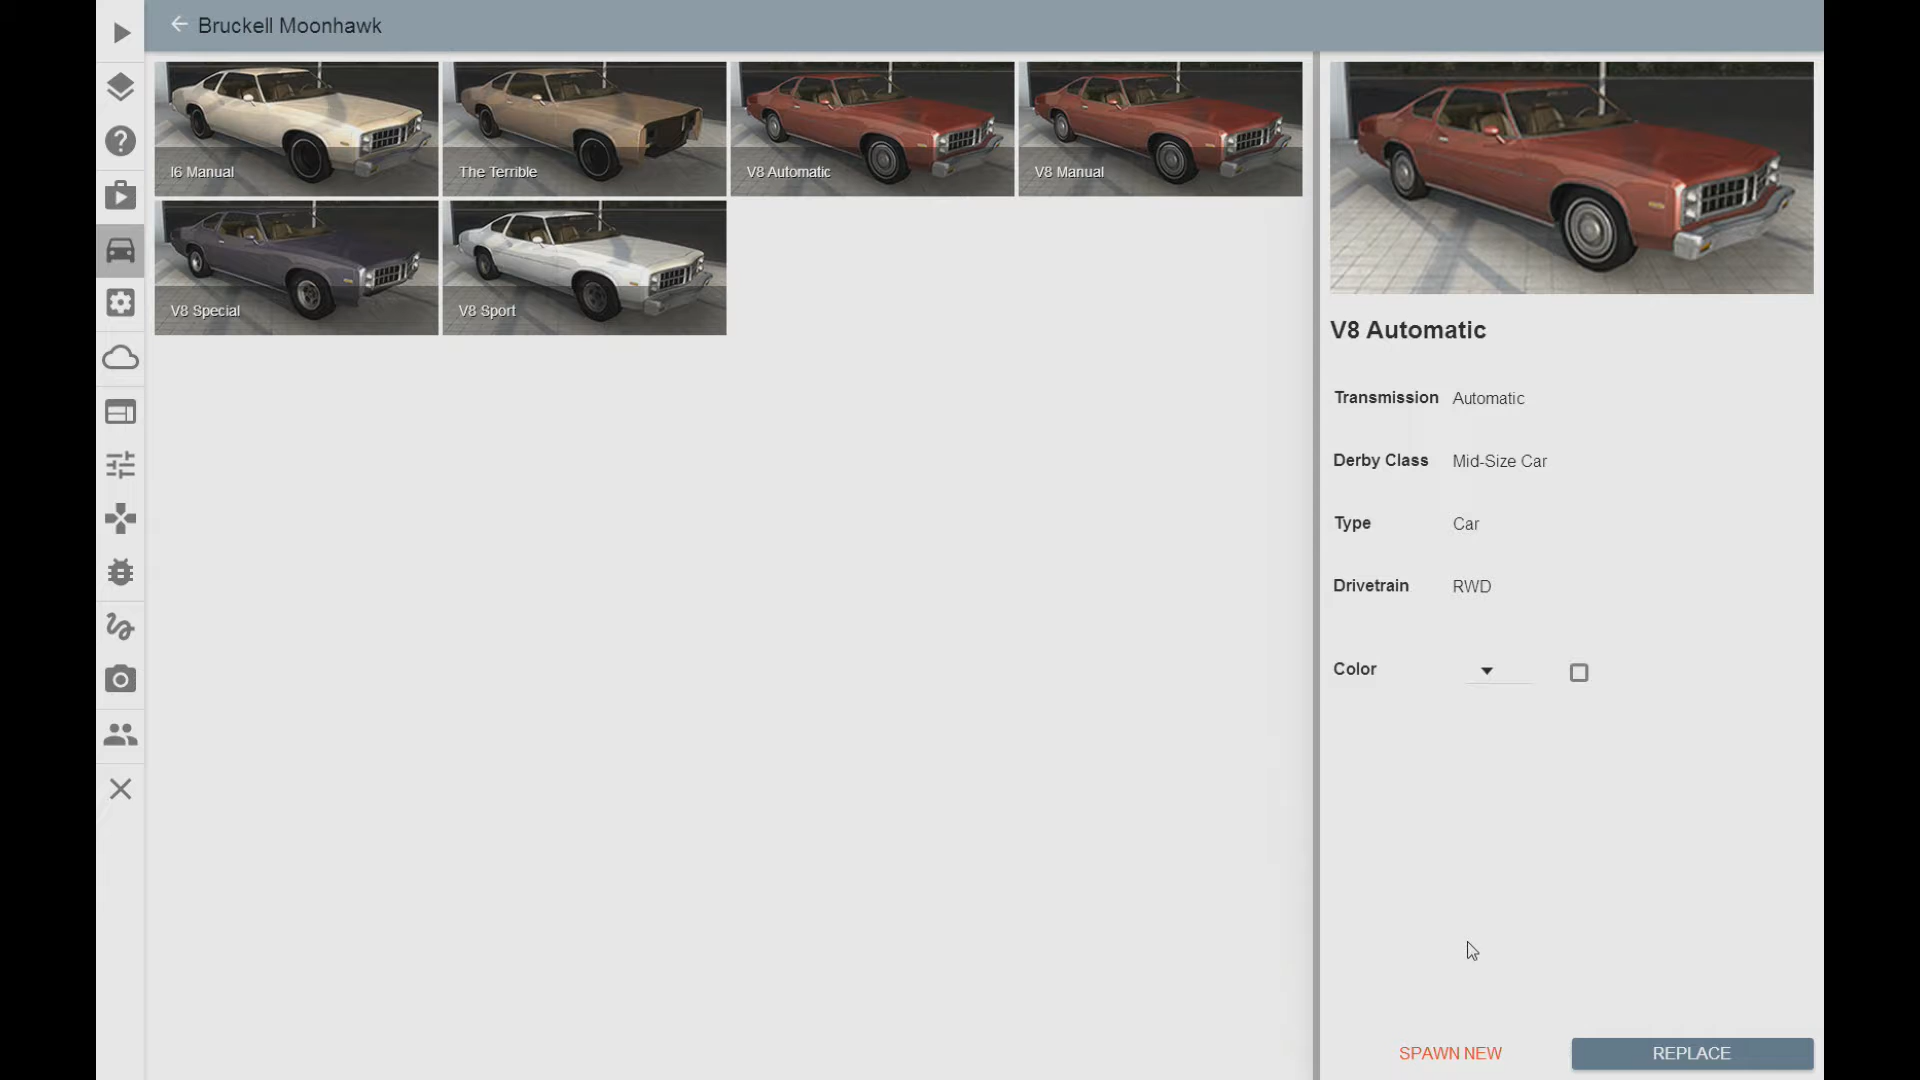 Bruckell Moonhawk
I6 Manual
The Terrible
V8 Automatic
V8 Manual
V8 Special
V8 Sport
V8 Automatic
Transmission Automatic
Derby Class Mid-Size Car
Type Car
Drivetrain RWD
Color
SPAWN NEW
REPLACE